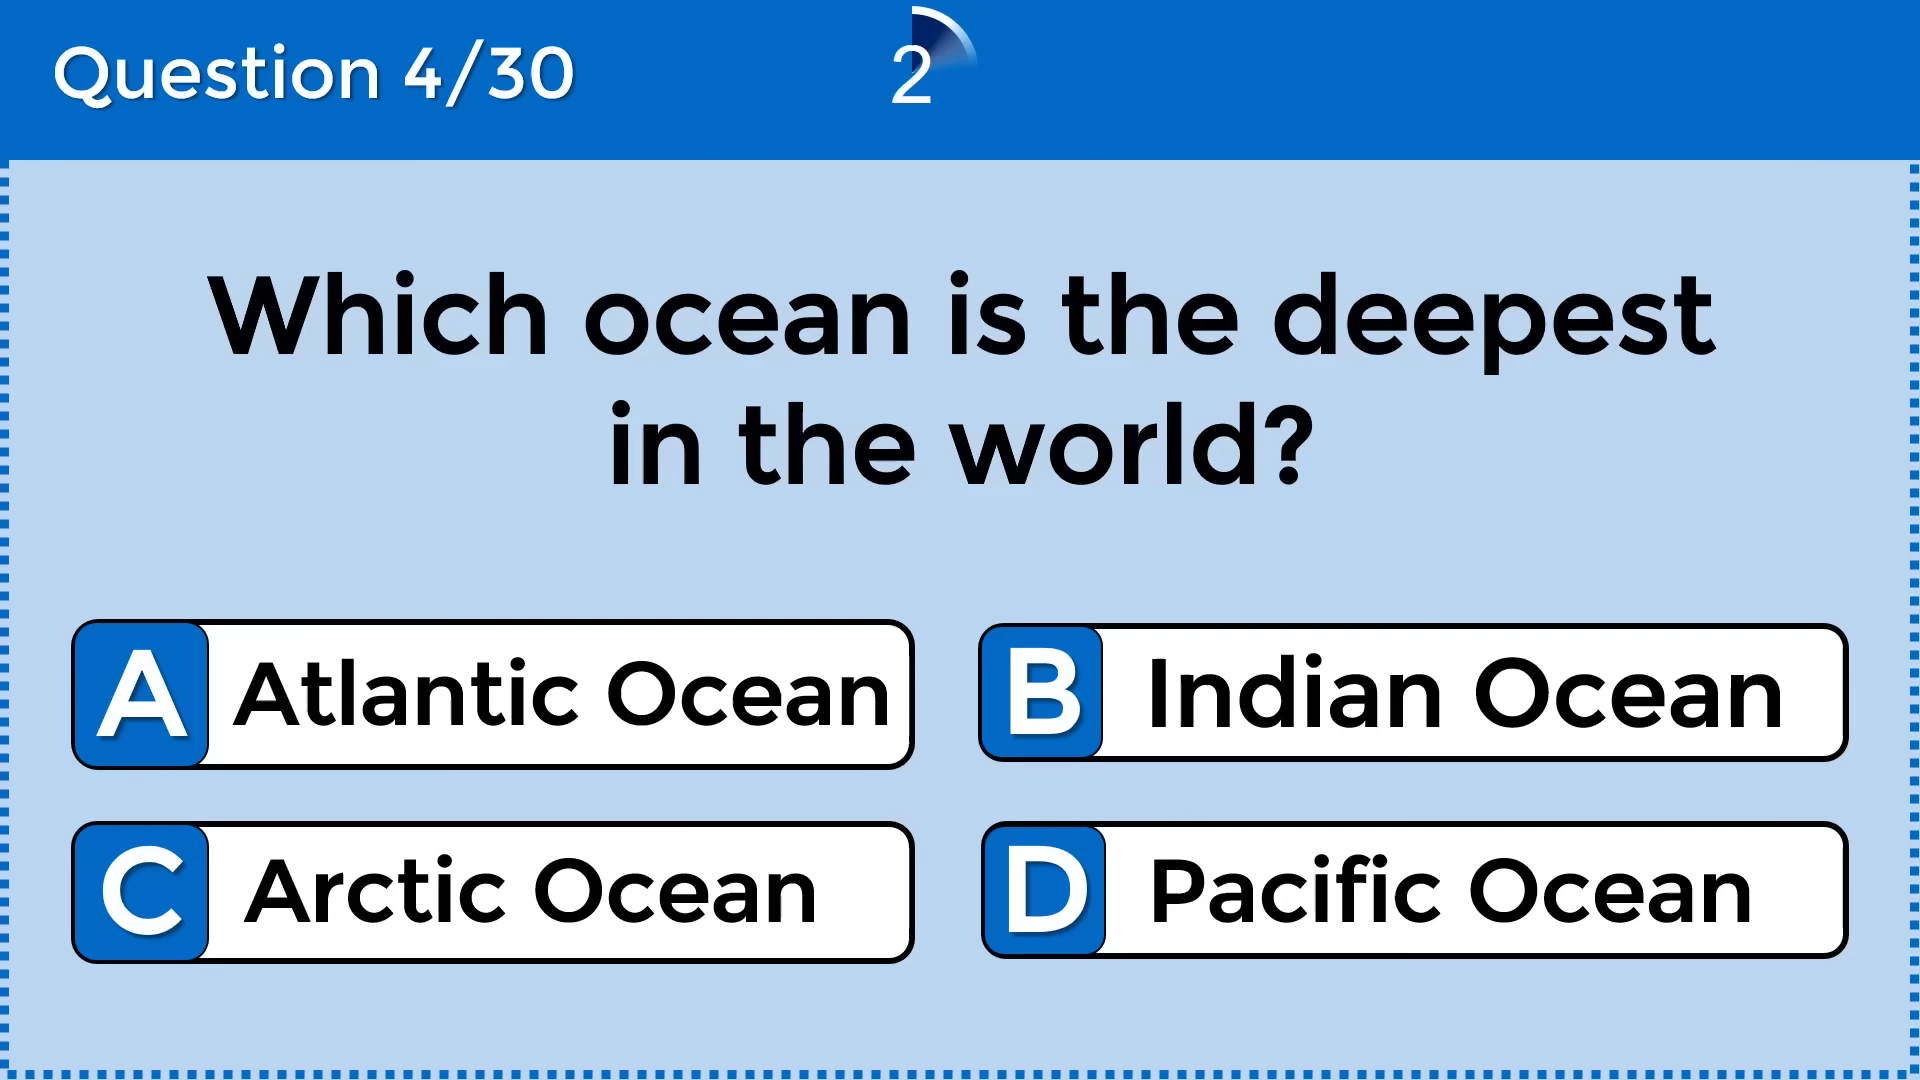 Question 4/30
2
Which ocean is the deepest
in the world?
A Atlantic Ocean
B Indian Ocean
C Arctic Ocean
D Pacific Ocean